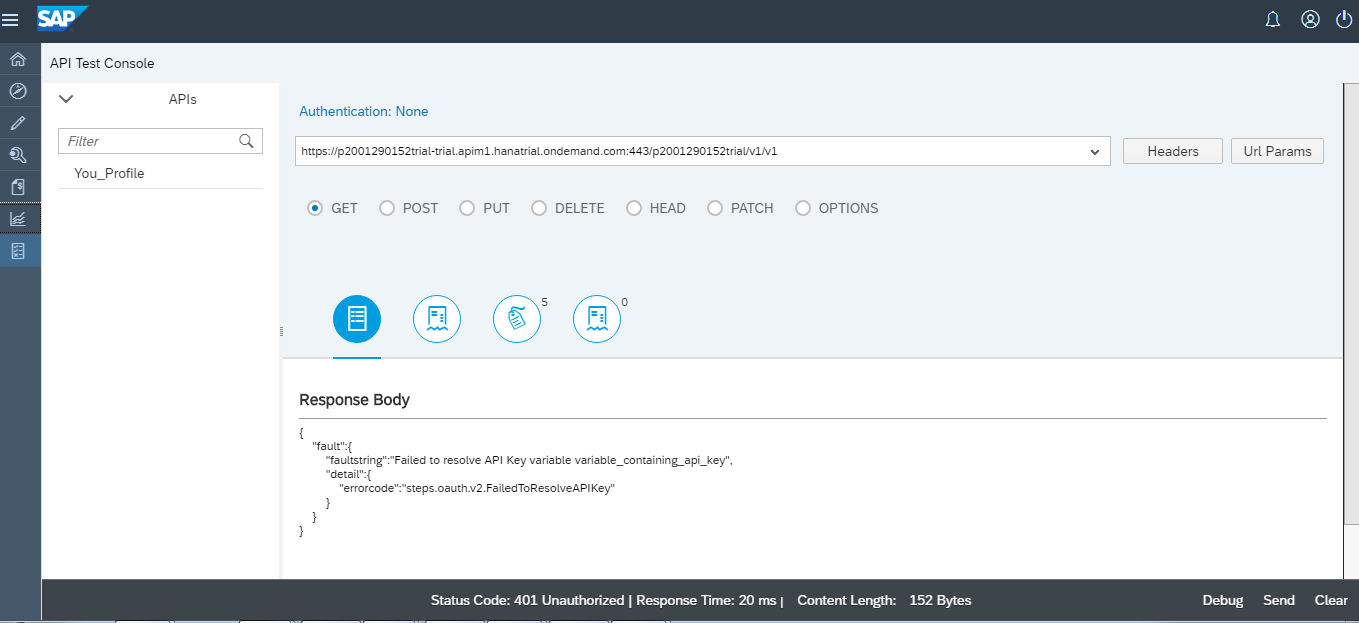 SAP
API Test Console
APIs
Filter
You_Profile
Authentication: None
https://p2001290152trial-trial.apim1.hanatrial.ondemand.com:443/p2001290152trial/v1/v1
Headers
Url Params
GET POST PUT DELETE HEAD PATCH OPTIONS
5
0
Response Body
{
"fault":{
"faultstring":"Failed to resolve API Key variable variable_containing_api_key",
"detail":{
"errorcode":"steps.oauth.v2.FailedToResolveAPIKey"
}
}
}
Status Code: 401 Unauthorized | Response Time: 20 ms | Content Length: 152 Bytes
Debug Send Clear